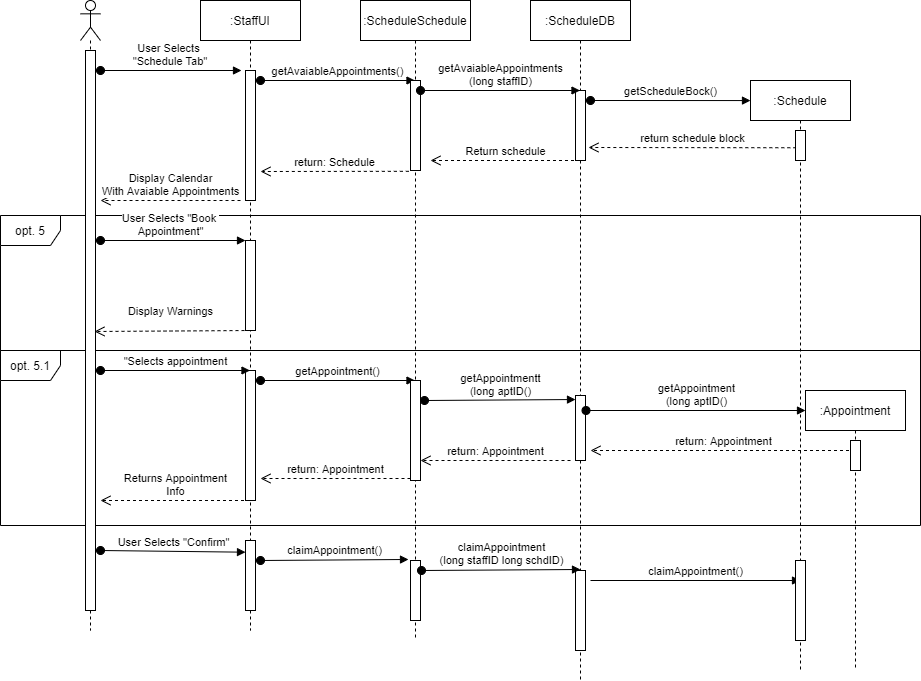 :StaffUI
:ScheduleSchedule
:ScheduleDB
User Selects
"Schedule Tab"
getAvaiableAppointments()
getAvaiableAppointments
(long staffID)
getScheduleBock()
:Schedule
return schedule block
Return schedule
return: Schedule
Display Calendar
With Avaiable Appointments
opt. 5
User Selects "Book
Appointment"
Display Warnings
opt. 5.1
"Selects appointment
getAppointment()
getAppointmentt
(long aptID()
getAppointment
(long aptID()
:Appointment
return: Appointment
return: Appointment
return: Appointment
Returns Appointment
Info
User Selects "Confirm"
claimAppointment()
claimAppointment
(long staffID long schdID)
claimAppointment()